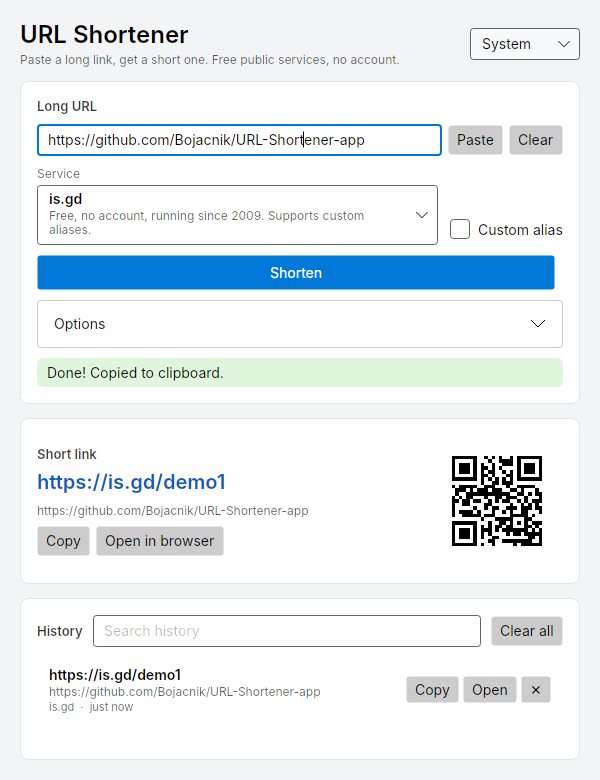 URL Shortener
System
Paste a long link, get a short one. Free public services, no account.
Long URL
https://github.com/Bojacnik/URL-Shortener-app
Paste
Clear
Service
is.gd
Free, no account, running since 2009. Supports custom
aliases.
Custom alias
Shorten
Options
Done! Copied to clipboard.
Short link
https://is.gd/demo1
https://github.com/Bojacnik/URL-Shortener-app
Copy
Open in browser
History
Search history
Clear all
https://is.gd/demo1
https://github.com/Bojacnik/URL-Shortener-app
is.gd · just now
Copy
Open
✕